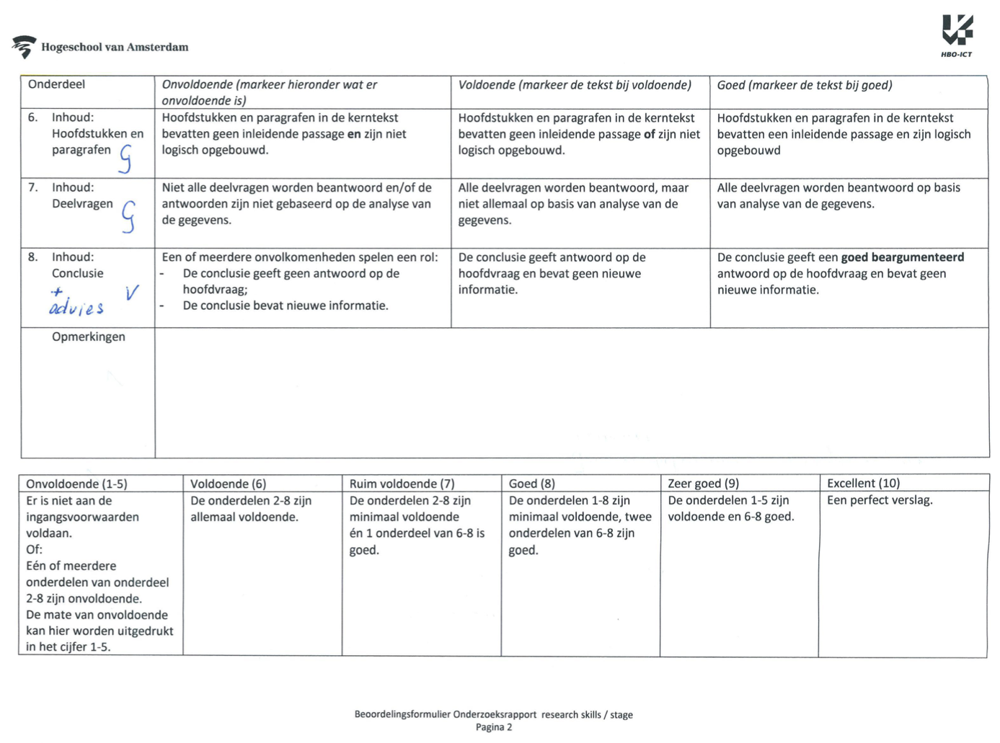 Hogeschool van Amsterdam
HBO-ICT
Onderdeel
Onvoldoende (markeer hieronder wat er
onvoldoende is)
Voldoende (markeer de tekst bij voldoende)
Goed (markeer de tekst bij goed)
6. Inhoud:
Hoofdstukken en
paragrafen G
Hoofdstukken en paragrafen in de kerntekst
bevatten geen inleidende passage en zijn niet
logisch opgebouwd.
Hoofdstukken en paragrafen in de kerntekst
bevatten geen inleidende passage of zijn niet
logisch opgebouwd.
Hoofdstukken en paragrafen in de kerntekst
bevatten een inleidende passage en zijn logisch
opgebouwd
7. Inhoud:
Deelvragen G
Niet alle deelvragen worden beantwoord en/of de
antwoorden zijn niet gebaseerd op de analyse van
de gegevens.
Alle deelvragen worden beantwoord, maar
niet allemaal op basis van analyse van de
gegevens.
Alle deelvragen worden beantwoord op basis
van analyse van de gegevens.
8. Inhoud:
Conclusie
+ V
advies
Een of meerdere onvolkomenheden spelen een rol:
- De conclusie geeft geen antwoord op de
hoofdvraag;
- De conclusie bevat nieuwe informatie.
De conclusie geeft antwoord op de
hoofdvraag en bevat geen nieuwe
informatie.
De conclusie geeft een goed beargumenteerd
antwoord op de hoofdvraag en bevat geen
nieuwe informatie.
Opmerkingen
Onvoldoende (1-5)
Er is niet aan de
ingangsvoorwaarden
voldaan.
Of:
Eén of meerdere
onderdelen van onderdeel
2-8 zijn onvoldoende.
De mate van onvoldoende
kan hier worden uitgedrukt
in het cijfer 1-5.
Voldoende (6)
De onderdelen 2-8 zijn
allemaal voldoende.
Ruim voldoende (7)
De onderdelen 2-8 zijn
minimaal voldoende
én 1 onderdeel van 6-8 is
goed.
Goed (8)
De onderdelen 1-8 zijn
minimaal voldoende, twee
onderdelen van 6-8 zijn
goed.
Zeer goed (9)
De onderdelen 1-5 zijn
voldoende en 6-8 goed.
Excellent (10)
Een perfect verslag.
Beoordelingsformulier Onderzoeksrapport research skills / stage
Pagina 2